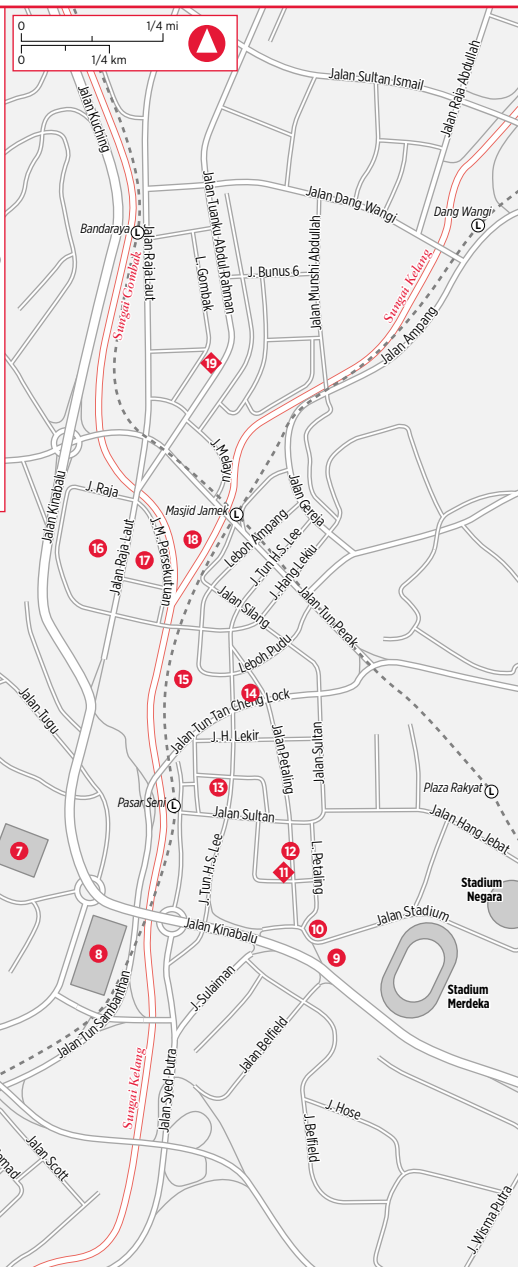 0 1/4 mi
0 1/4 km
Jalan Sultan Ismail
Jalan Raja Abdullah
Jalan Kuching
Jalan Tuanku Abdul Rahman
Jalan Dang Wangi
Dang Wangi
L
Bandaraya
L
Jalan Raja Laut
Sungai Gombak
L. Gombak
J. Bunus 6
Jalan Munshi Abdullah
Sungai Kelang
Jalan Ampang
19
J. Melayu
Jalan Kinabalu
J. Raja
Masjid Jamek
L
Jalan Gereja
J. M. Persekutuan
Jalan Raja Laut
18
16
17
Leboh Ampang
J. Tun H.S. Lee
J. Hang Lekiu
Jalan Silang
Jalan Tun Perak
Leboh Pudu
15
14
Jalan Tun Tan Cheng Lock
Jalan Tugu
J. H. Lekir
Jalan Petaling
Jalan Sultan
13
Plaza Rakyat
L
Pasar Seni
L
Jalan Sultan
Jalan Hang Jebat
J. Tun H.S. Lee
7
12
11
L. Petaling
Stadium
Negara
10
Jalan Stadium
Jalan Kinabalu
8
9
J. Sulaiman
Stadium
Merdeka
Jalan Tun Sambanthan
Jalan Belfield
Sungai Kelang
Jalan Syed Putra
J. Hose
J. Belfield
Jalan Scott
J. Wisma Putra